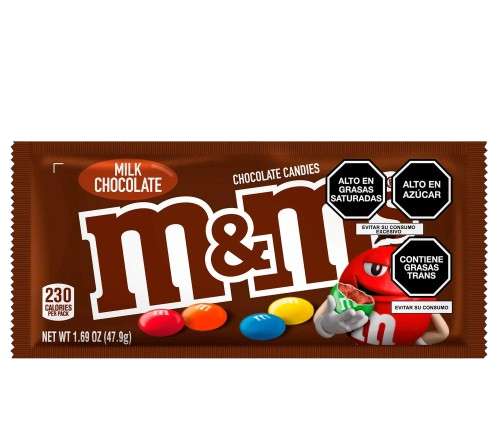 MILK
CHOCOLATE
CHOCOLATE CANDIES
m&m
230
CALORIES
PER PACK
NET WT 1.69 OZ (47.9g)
ALTO EN
GRASAS
SATURADAS
ALTO EN
AZÚCAR
EVITAR SU CONSUMO
EXCESIVO
CONTIENE
GRASAS
TRANS
EVITAR SU CONSUMO
m